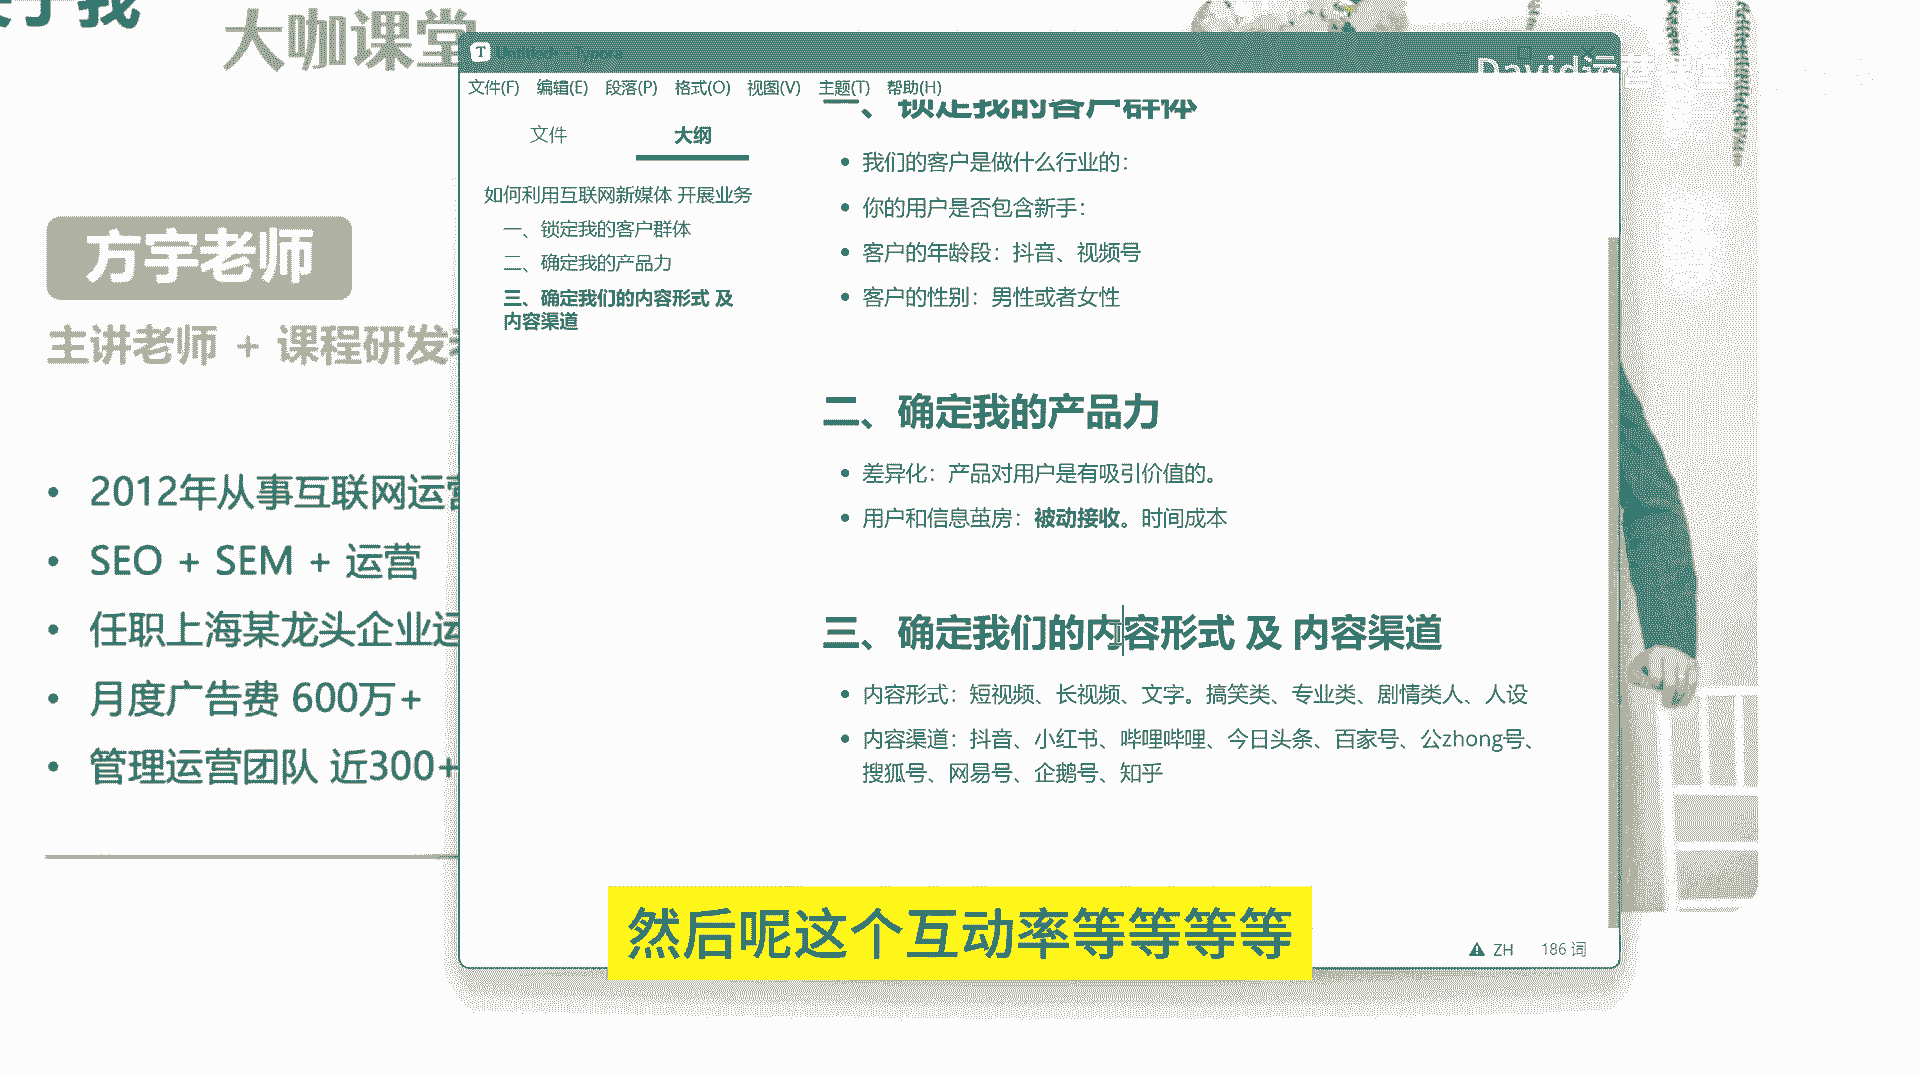 大咖课堂
方宇老师
主讲老师 + 课程研发
2012年从事互联网运营
SEO + SEM + 运营
任职上海某龙头企业运
月度广告费 600万+
管理运营团队 近300+
Untitled - Typora
文件(F) 编辑(E) 段落(P) 格式(O) 视图(V) 主题(T) 帮助(H)
文件 大纲
如何利用互联网新媒体 开展业务
一、锁定我的客户群体
二、确定我的产品力
三、确定我们的内容形式 及
内容渠道
一、锁定我的客户群体
我们的客户是做什么行业的：
你的用户是否包含新手：
客户的年龄段：抖音、视频号
客户的性别：男性或者女性
二、确定我的产品力
差异化：产品对用户是有吸引价值的。
用户和信息茧房：被动接收。时间成本
三、确定我们的内容形式 及 内容渠道
内容形式：短视频、长视频、文字。搞笑类、专业类、剧情类人、人设
内容渠道：抖音、小红书、哔哩哔哩、今日头条、百家号、公zhong号、
搜狐号、网易号、企鹅号、知乎
然后呢这个互动率等等等等
ZH 186 词